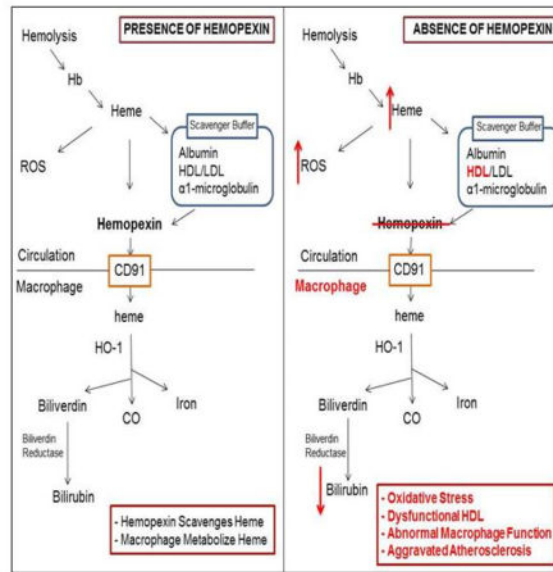 PRESENCE OF HEMOPEXIN
Hemolysis
Hb
Heme
Scavenger Buffer
ROS
Albumin
HDL/LDL
α1-microglobulin
Hemopexin
Circulation
CD91
Macrophage
heme
HO-1
Biliverdin
CO
Iron
Biliverdin
Reductase
Bilirubin
- Hemopexin Scavenges Heme
- Macrophage Metabolize Heme
ABSENCE OF HEMOPEXIN
Hemolysis
Hb
Heme
Scavenger Buffer
ROS
Albumin
HDL/LDL
α1-microglobulin
Hemopexin
Circulation
CD91
Macrophage
heme
HO-1
Biliverdin
CO
Iron
Biliverdin
Reductase
Bilirubin
- Oxidative Stress
- Dysfunctional HDL
- Abnormal Macrophage Function
- Aggravated Atherosclerosis